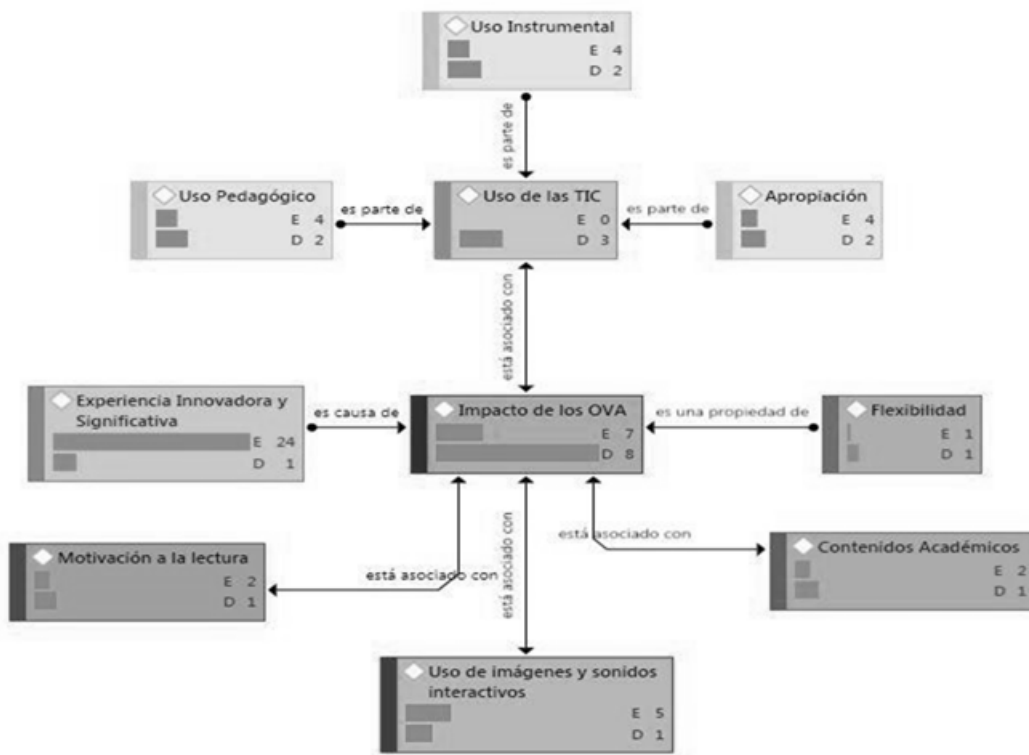 Uso Instrumental
E 4
D 2
es parte de
Uso Pedagógico
E 4
D 2
es parte de
Uso de las TIC
E 0
D 3
es parte de
Apropiación
E 4
D 2
está asociado con
Experiencia Innovadora y
Significativa
E 24
D 1
es causa de
Impacto de los OVA
E 7
D 8
es una propiedad de
Flexibilidad
E 1
D 1
Motivación a la lectura
E 2
D 1
está asociado con
está asociado con
está asociado con
Contenidos Académicos
E 2
D 1
Uso de imágenes y sonidos
interactivos
E 5
D 1